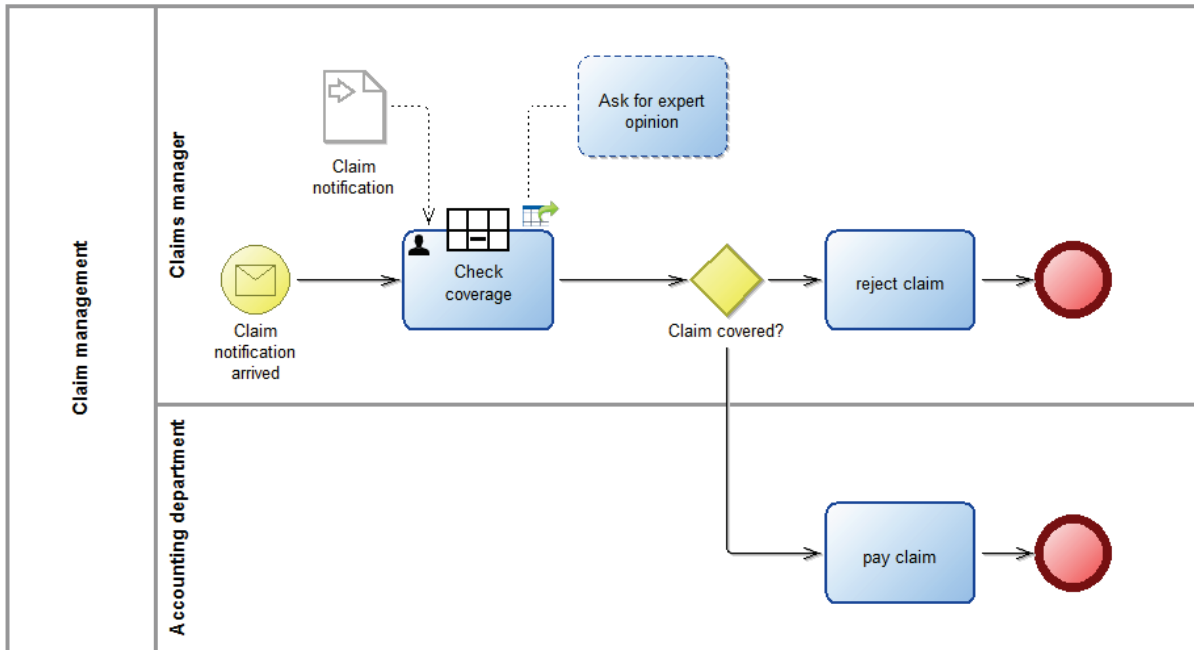 Claim management
Claims manager
Claim
notification
Ask for expert
opinion
Claim
notification
arrived
Check
coverage
Claim covered?
reject claim
Accounting department
pay claim